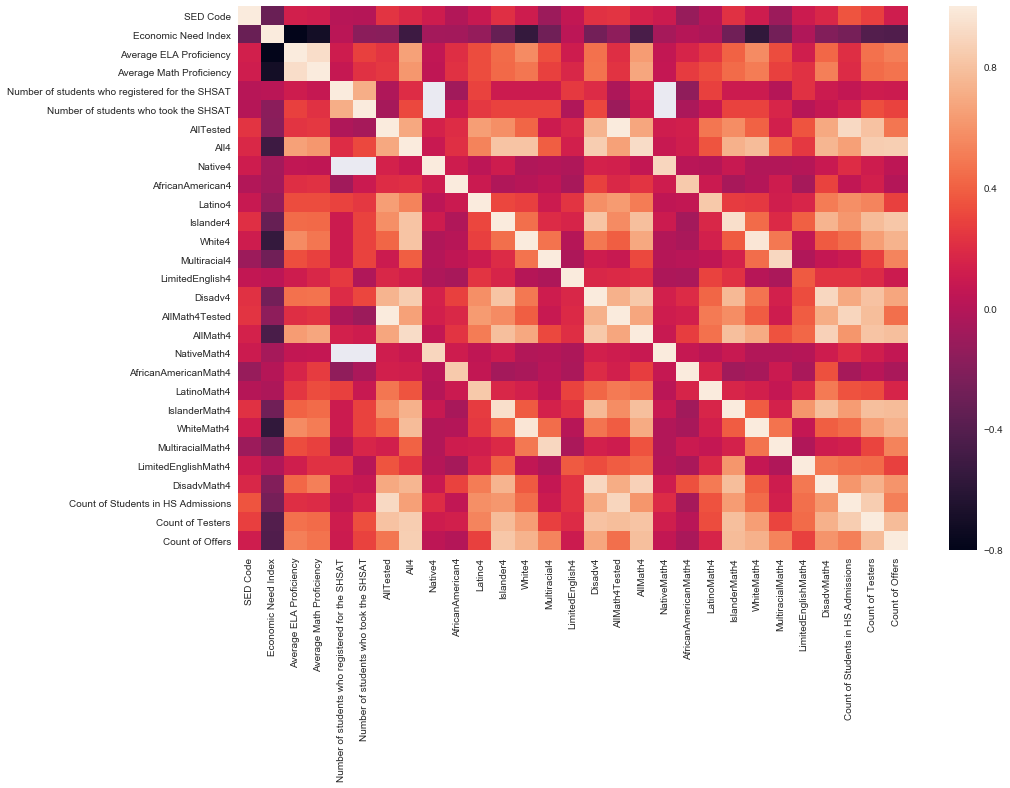 SED Code
Economic Need Index
Average ELA Proficiency
Average Math Proficiency
Number of students who registered for the SHSAT
Number of students who took the SHSAT
AllTested
All4
Native4
AfricanAmerican4
Latino4
Islander4
White4
Multiracial4
LimitedEnglish4
Disadv4
AllMath4Tested
AllMath4
NativeMath4
AfricanAmericanMath4
LatinoMath4
IslanderMath4
WhiteMath4
MultiracialMath4
LimitedEnglishMath4
DisadvMath4
Count of Students in HS Admissions
Count of Testers
Count of Offers
0.8
0.4
0.0
−0.4
−0.8
SED Code
Economic Need Index
Average ELA Proficiency
Average Math Proficiency
Number of students who registered for the SHSAT
Number of students who took the SHSAT
AllTested
All4
Native4
AfricanAmerican4
Latino4
Islander4
White4
Multiracial4
LimitedEnglish4
Disadv4
AllMath4Tested
AllMath4
NativeMath4
AfricanAmericanMath4
LatinoMath4
IslanderMath4
WhiteMath4
MultiracialMath4
LimitedEnglishMath4
DisadvMath4
Count of Students in HS Admissions
Count of Testers
Count of Offers